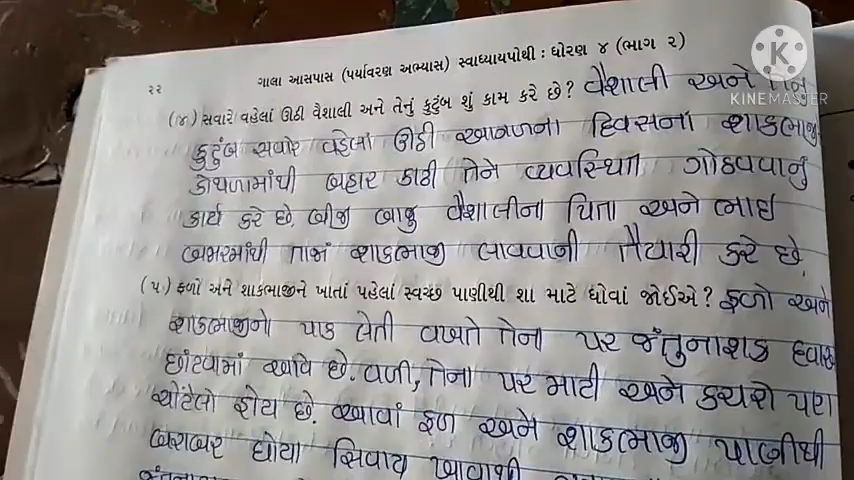 ૨૨ ગાલા આસપાસ (પર્યાવરણ અભ્યાસ) સ્વાધ્યાયપોથી : ધોરણ ૪ (ભાગ ૨)
KINEMASTER
(૪) સવારે વહેલાં ઊઠી વૈશાલી અને તેનું કુટુંબ શું કામ કરે છે? વૈશાલી અને તેનું
કુટુંબ સવારે વહેલાં ઊઠી આગળના દિવસના શાકભાજી
કોથળામાંથી બહાર કાઢી તેને વ્યવસ્થિત ગોઠવવાનું
કાર્ય કરે છે. બીજી બાજુ વૈશાલીના પિતા અને ભાઈ
બજારમાંથી તાજાં શાકભાજી લાવવાની તૈયારી કરે છે.
(૫) ફળો અને શાકભાજીને ખાતાં પહેલાં સ્વચ્છ પાણીથી શા માટે ધોવાં જોઈએ? ફળો અને
શાકભાજીનો પાક લેતી વખતે તેના પર જંતુનાશક દવાઓ
છાંટવામાં આવે છે. વળી, તેના પર માટી અને કચરો પણ
ચોંટેલો હોય છે. આવાં ફળ અને શાકભાજી પાણીથી
બરાબર ધોયા સિવાય ખાવાથી